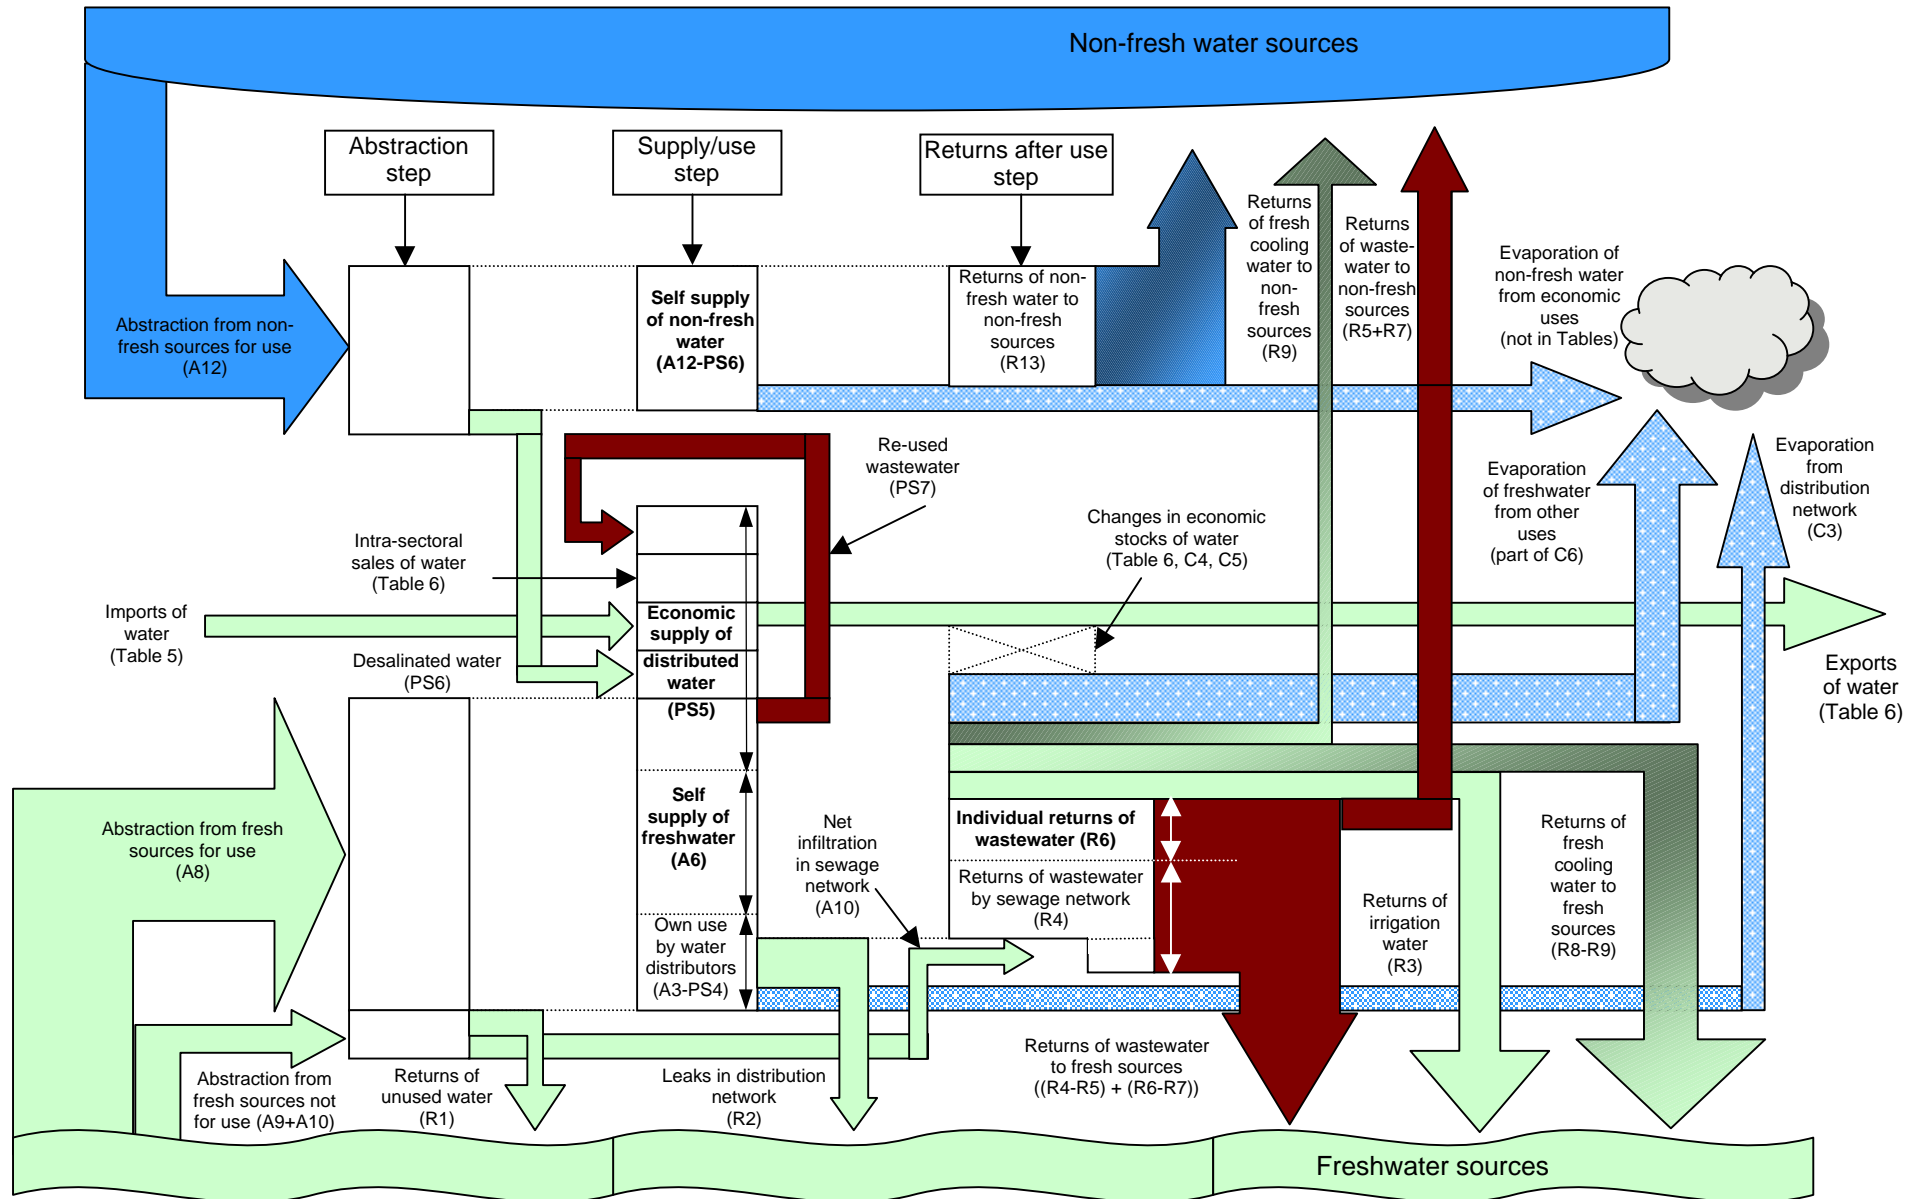 Non-fresh water sources
Abstraction
step
Supply/use
step
Returns after use
step
Abstraction from non-
fresh sources for use
(A12)
Self supply
of non-fresh
water
(A12-PS6)
Returns of non-
fresh water to
non-fresh
sources
(R13)
Returns
of fresh
cooling
water to
non-
fresh
sources
(R9)
Returns
of waste-
water to
non-fresh
sources
(R5+R7)
Evaporation of
non-fresh water
from economic
uses
(not in Tables)
Re-used
wastewater
(PS7)
Evaporation
of freshwater
from other
uses
(part of C6)
Evaporation
from
distribution
network
(C3)
Intra-sectoral
sales of water
(Table 6)
Changes in economic
stocks of water
(Table 6, C4, C5)
Imports of
water
(Table 5)
Desalinated water
(PS6)
Economic
supply of
distributed
water
(PS5)
Exports
of water
(Table 6)
Abstraction from fresh
sources for use
(A8)
Self
supply of
freshwater
(A6)
Net
infiltration
in sewage
network
(A10)
Individual returns of
wastewater (R6)
Returns of wastewater
by sewage network
(R4)
Returns of
irrigation
water
(R3)
Returns of
fresh
cooling
water to
fresh
sources
(R8-R9)
Own use
by water
distributors
(A3-PS4)
Abstraction from
fresh sources not
for use (A9+A10)
Returns of
unused water
(R1)
Leaks in distribution
network
(R2)
Returns of wastewater
to fresh sources
((R4-R5) + (R6-R7))
Freshwater sources